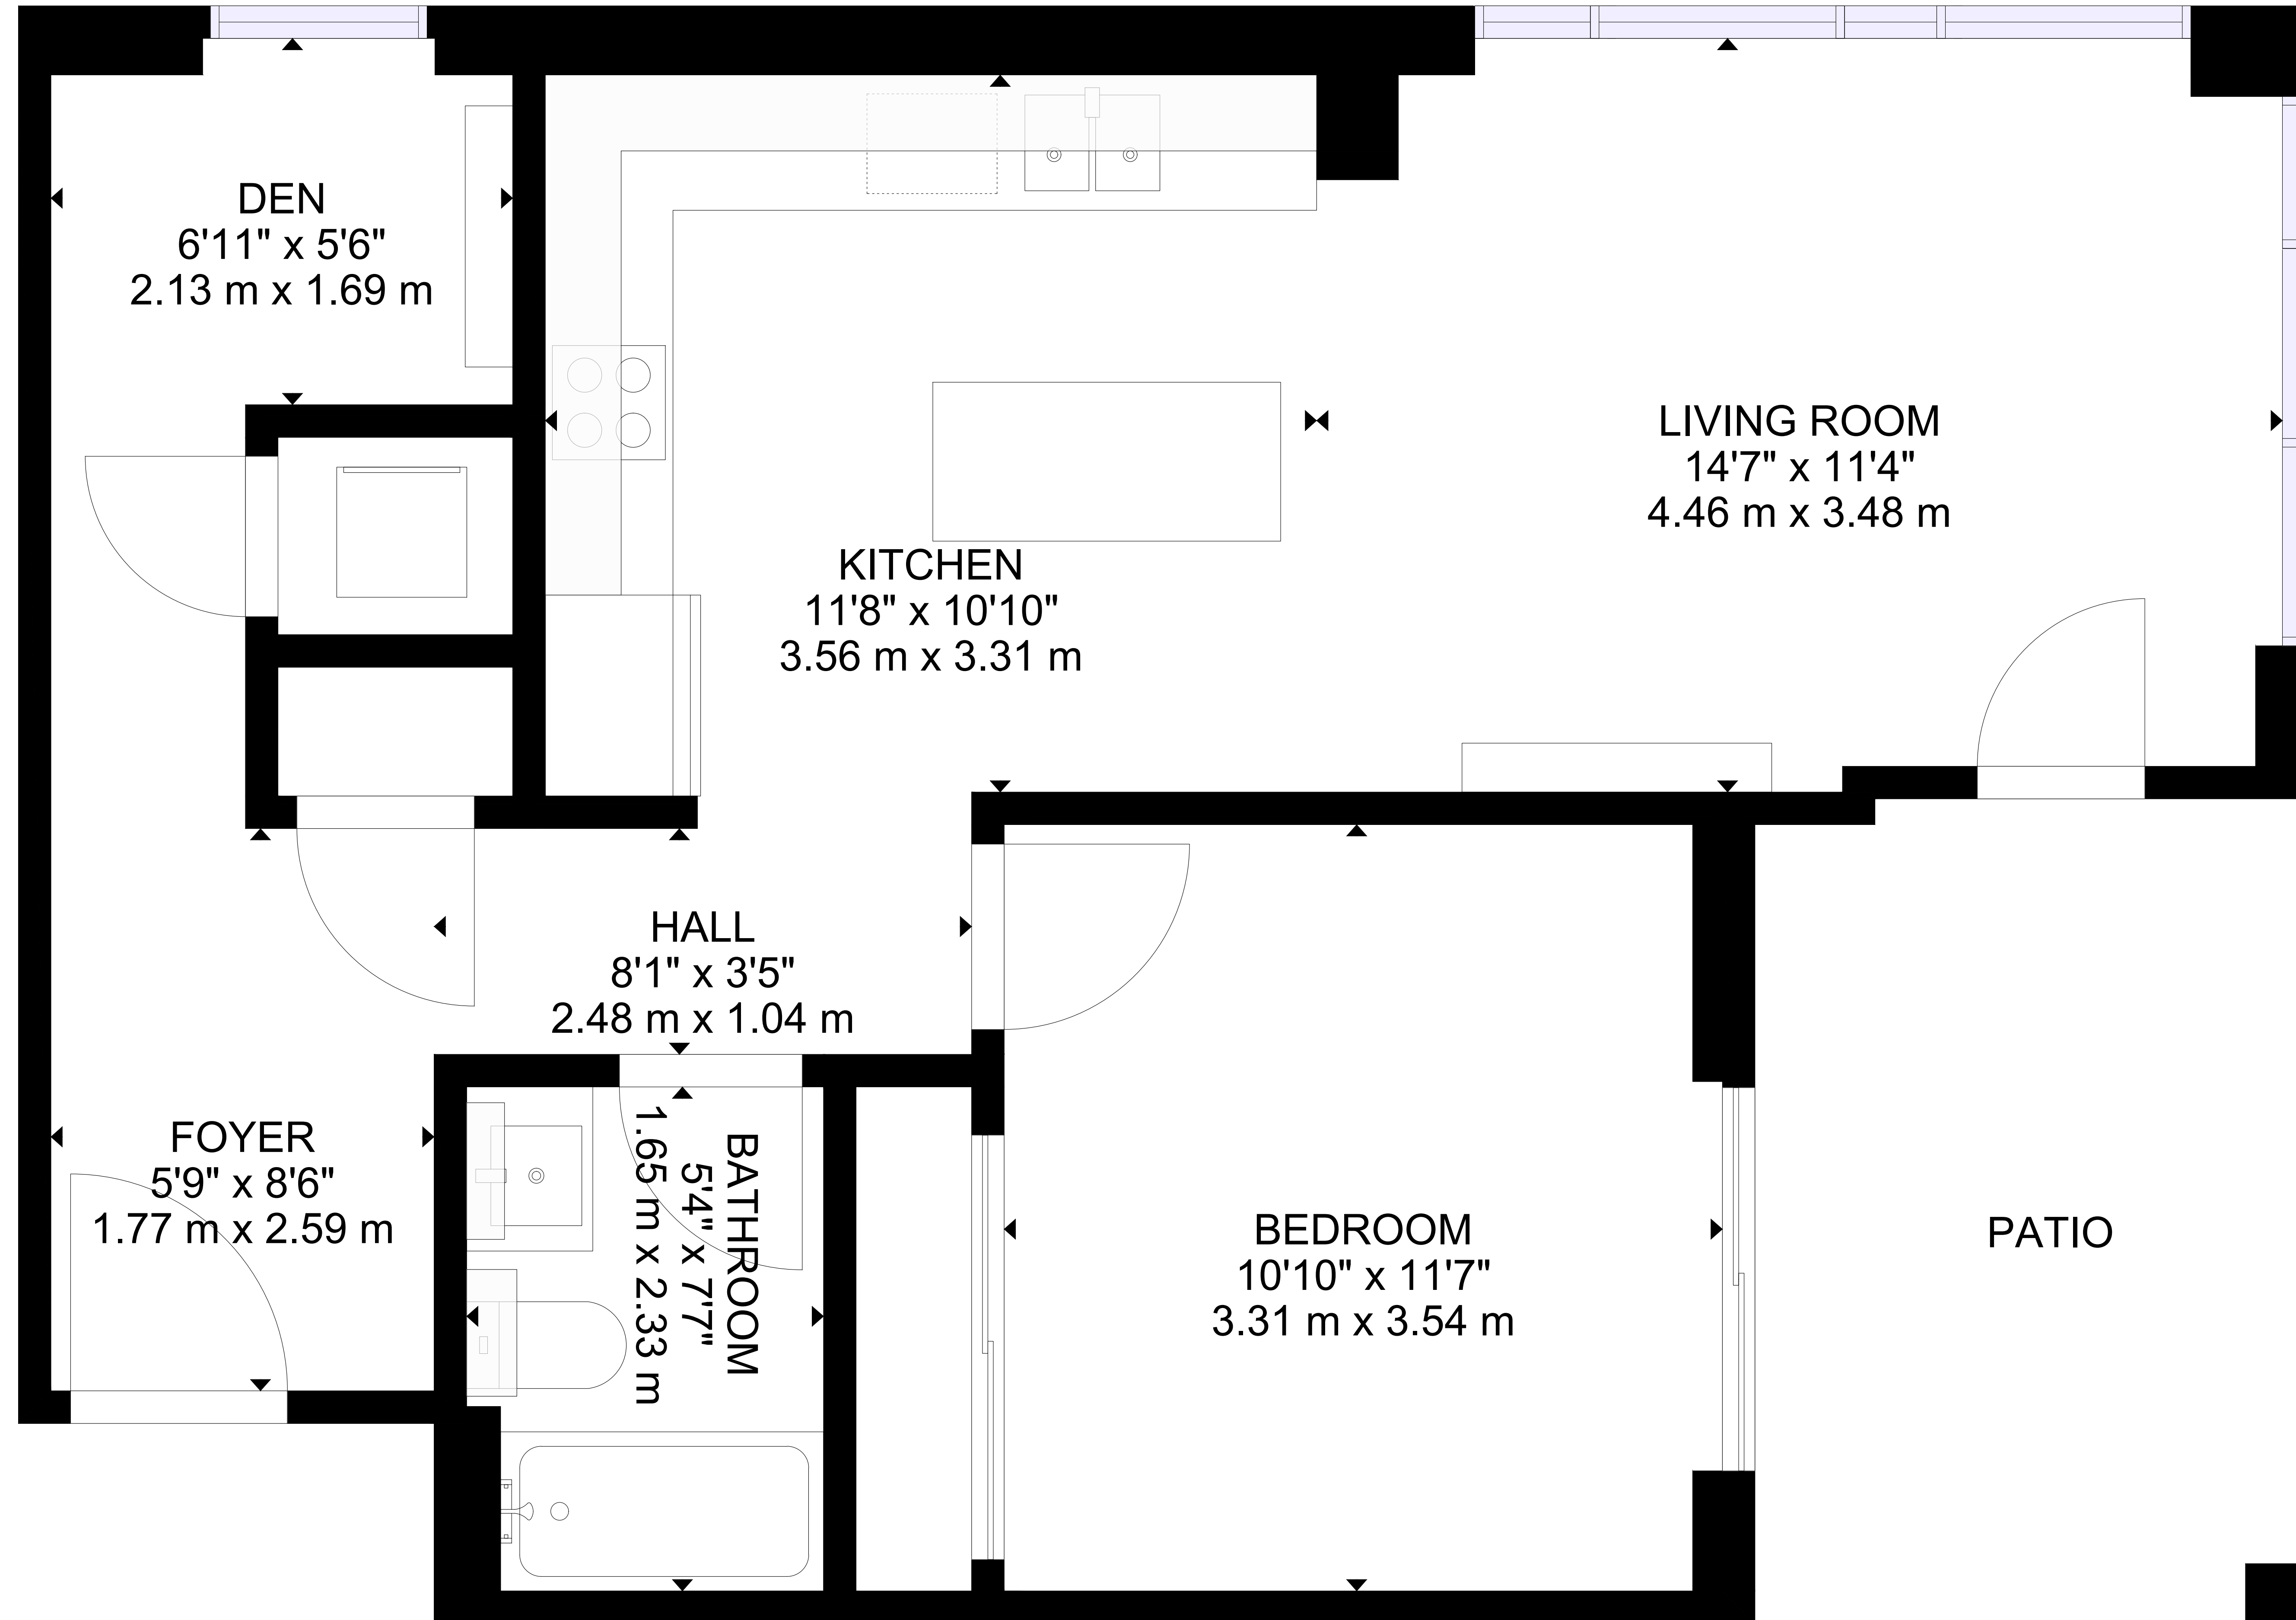 DEN
6'11" x 5'6"
2.13 m x 1.69 m
LIVING ROOM
14'7" x 11'4"
4.46 m x 3.48 m
KITCHEN
11'8" x 10'10"
3.56 m x 3.31 m
HALL
8'1" x 3'5"
2.48 m x 1.04 m
FOYER
5'9" x 8'6"
1.77 m x 2.59 m
BATHROOM
5'4" x 7'7"
1.65 m x 2.33 m
BEDROOM
10'10" x 11'7"
3.31 m x 3.54 m
PATIO